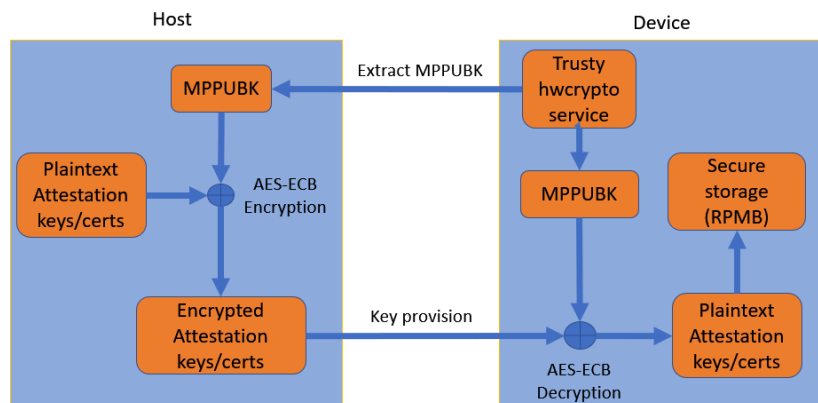 Host
Device
Extract MPPUBK
MPPUBK
Trusty
hwcrypto
service
Plaintext
Attestation
keys/certs
AES-ECB
Encryption
MPPUBK
Secure
storage
(RPMB)
Encrypted
Attestation
keys/certs
Key provision
AES-ECB
Decryption
Plaintext
Attestation
keys/certs